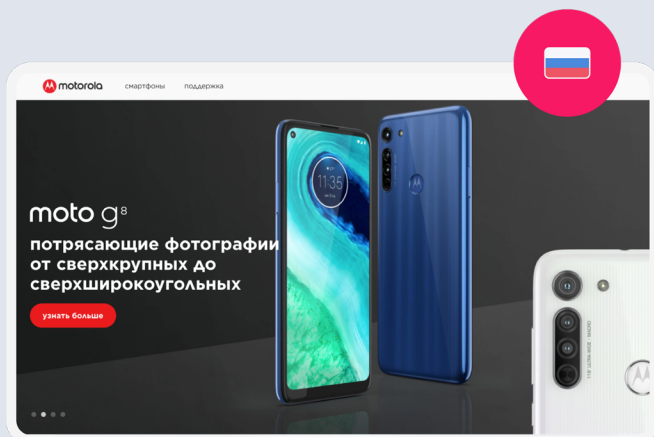 motorola
смартфоны
поддержка
moto g⁸
потрясающие фотографии
от сверхкрупных до
сверхширокоугольных
узнать больше
11:35